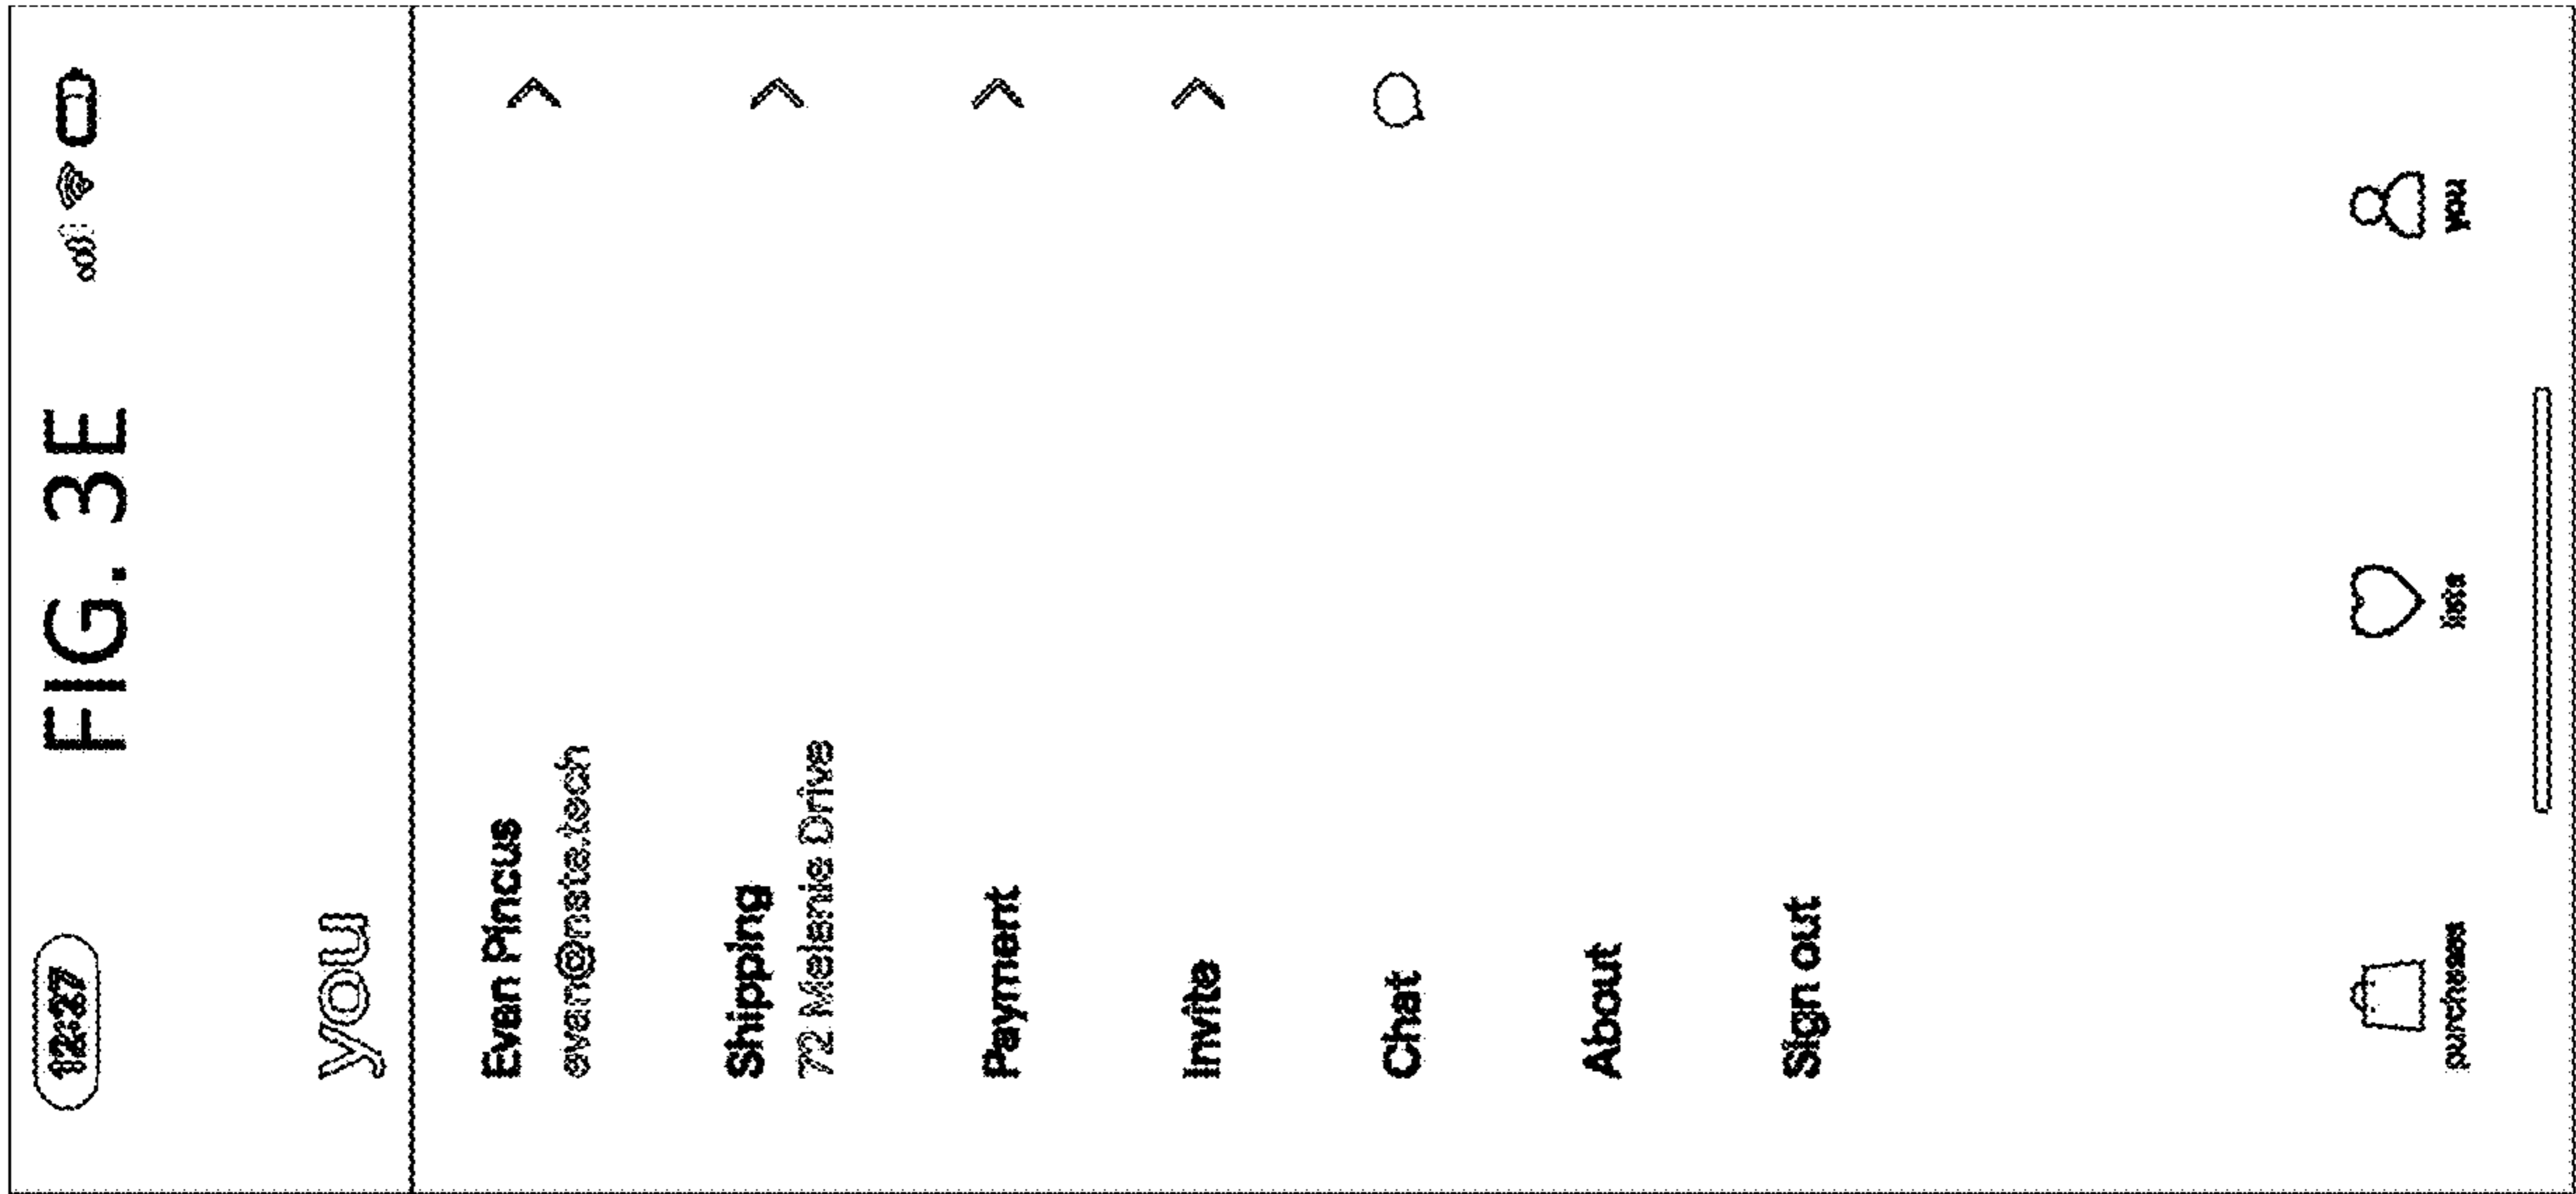 12:27
FIG. 3E
you
Evan Pincus
evan@nste.tech
Shipping
72 Melanie Drive
Payment
Invite
Chat
About
Sign out
purchases
lists
you